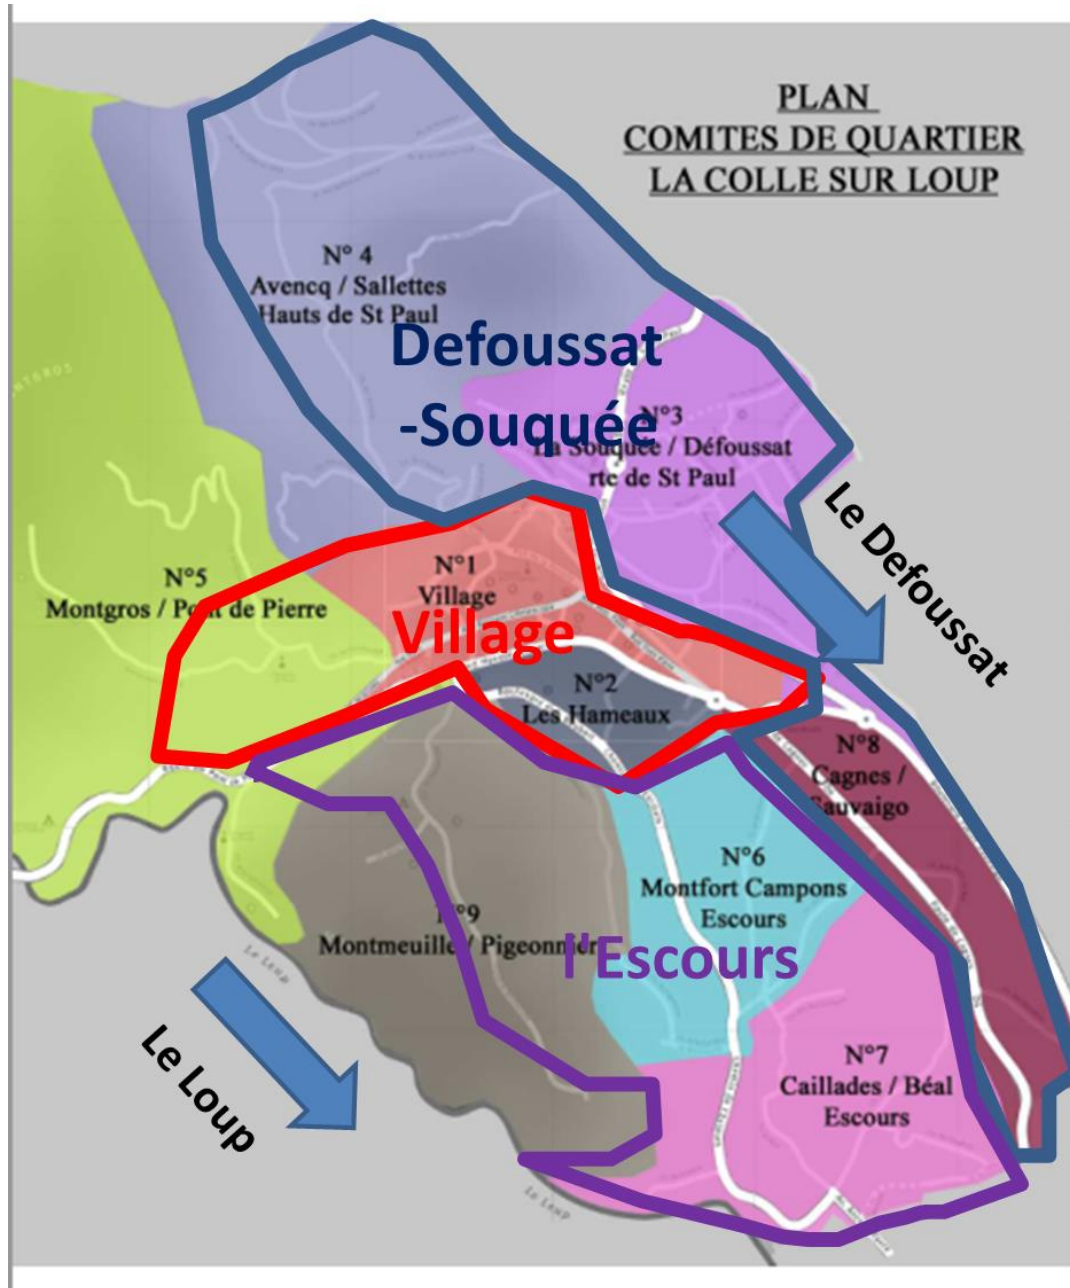 PLAN
COMITES DE QUARTIER
LA COLLE SUR LOUP
N° 4
Avencq / Sallettes
Hauts de St Paul
Defoussat
-Souquée
N°3
La Souquée / Défoussat
rte de St Paul
Le Defoussat
N°5
Montgros / Pont de Pierre
N°1
Village
Village
N°2
Les Hameaux
N°8
Cagnes /
Sauvaigo
N°6
Montfort Campons
Escours
N°9
Montmeuille / Pigeonnier
l'Escours
Le Loup
Le Loup
N°7
Caillades / Béal
Escours
Le Loup